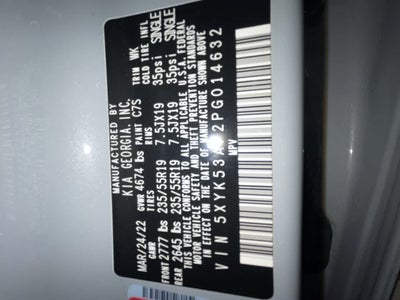 MANUFACTURED BY
KIA GEORGIA, INC.
MAR/24/22 GVWR 4674 lbs PAINT C7S TRIM WK
GAWR TIRES RIMS COLD TIRE INFL
FRONT 2777 lbs 235/55R19 7.5JX19 35psi SINGLE
REAR 2645 lbs 235/55R19 7.5JX19 35psi SINGLE
THIS VEHICLE CONFORMS TO ALL APPLICABLE U.S.A. FEDERAL
MOTOR VEHICLE SAFETY AND THEFT PREVENTION STANDARDS
IN EFFECT ON THE DATE OF MANUFACTURE SHOWN ABOVE.
VIN MPV